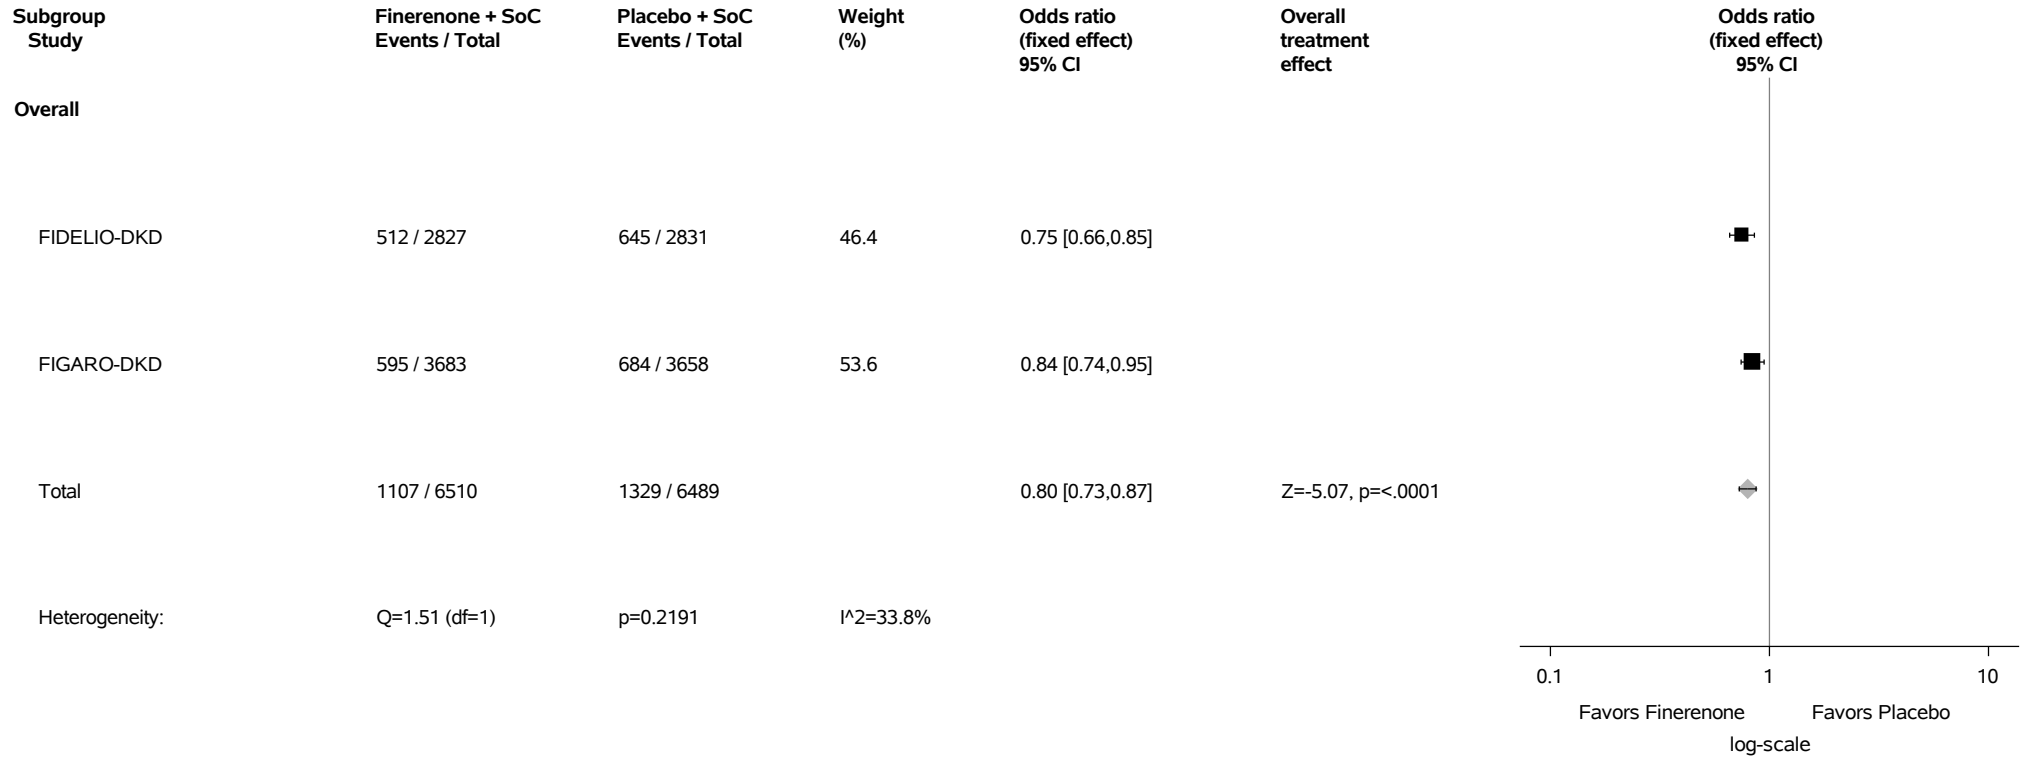 Subgroup Finerenone + SoC Placebo + SoC Weight Odds ratio Overall Odds ratio
Study Events / Total Events / Total (%) (fixed effect) treatment (fixed effect)
95% CI effect 95% CI
Overall
FIDELIO-DKD 512 / 2827 645 / 2831 46.4 0.75 [0.66,0.85]
FIGARO-DKD 595 / 3683 684 / 3658 53.6 0.84 [0.74,0.95]
Total 1107 / 6510 1329 / 6489 0.80 [0.73,0.87] Z=-5.07, p=<.0001
Heterogeneity: Q=1.51 (df=1) p=0.2191 I^2=33.8%
0.1 1 10
Favors Finerenone Favors Placebo
log-scale